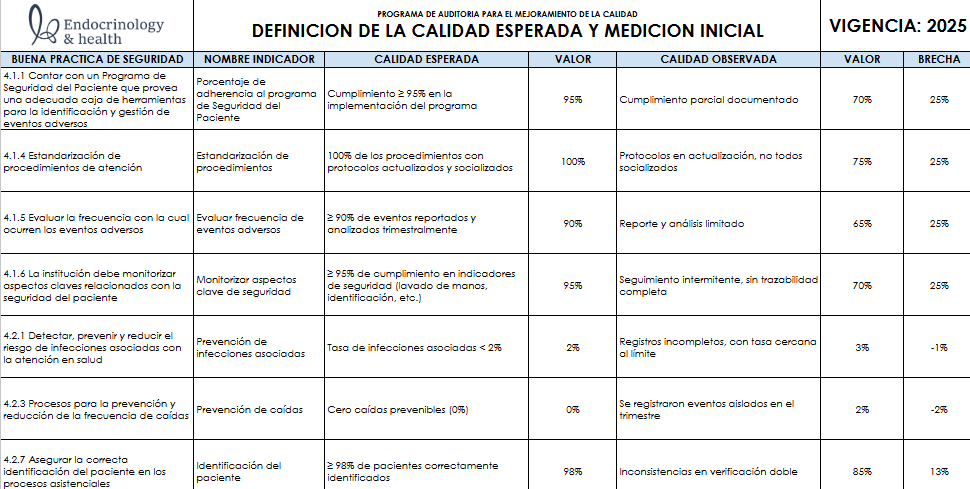 Endocrinology
& health
PROGRAMA DE AUDITORIA PARA EL MEJORAMIENTO DE LA CALIDAD
DEFINICION DE LA CALIDAD ESPERADA Y MEDICION INICIAL
VIGENCIA: 2025
BUENA PRACTICA DE SEGURIDAD
NOMBRE INDICADOR
CALIDAD ESPERADA
VALOR
CALIDAD OBSERVADA
VALOR
BRECHA
4.1.1 Contar con un Programa de
Seguridad del Paciente que provea
una adecuada caja de herramientas
para la identificación y gestión de
eventos adversos
Porcentaje de
adherencia al programa
de Seguridad del
Paciente
Cumplimiento ≥ 95% en la
implementación del programa
95%
Cumplimiento parcial documentado
70%
25%
4.1.4 Estandarización de
procedimientos de atención
Estandarización de
procedimientos
100% de los procedimientos con
protocolos actualizados y socializados
100%
Protocolos en actualización, no todos
socializados
75%
25%
4.1.5 Evaluar la frecuencia con la cual
ocurren los eventos adversos
Evaluar frecuencia de
eventos adversos
≥ 90% de eventos reportados y
analizados trimestralmente
90%
Reporte y análisis limitado
65%
25%
4.1.6 La institución debe monitorizar
aspectos claves relacionados con la
seguridad del paciente
Monitorizar aspectos
clave de seguridad
≥ 95% de cumplimiento en indicadores
de seguridad (lavado de manos,
identificación, etc.)
95%
Seguimiento intermitente, sin trazabilidad
completa
70%
25%
4.2.1 Detectar, prevenir y reducir el
riesgo de infecciones asociadas con
la atención en salud
Prevención de
infecciones asociadas
Tasa de infecciones asociadas < 2%
2%
Registros incompletos, con tasa cercana
al límite
3%
-1%
4.2.3 Procesos para la prevención y
reducción de la frecuencia de caídas
Prevención de caídas
Cero caídas prevenibles (0%)
0%
Se registraron eventos aislados en el
trimestre
2%
-2%
4.2.7 Asegurar la correcta
identificación del paciente en los
procesos asistenciales
Identificación del
paciente
≥ 98% de pacientes correctamente
identificados
98%
Inconsistencias en verificación doble
85%
13%